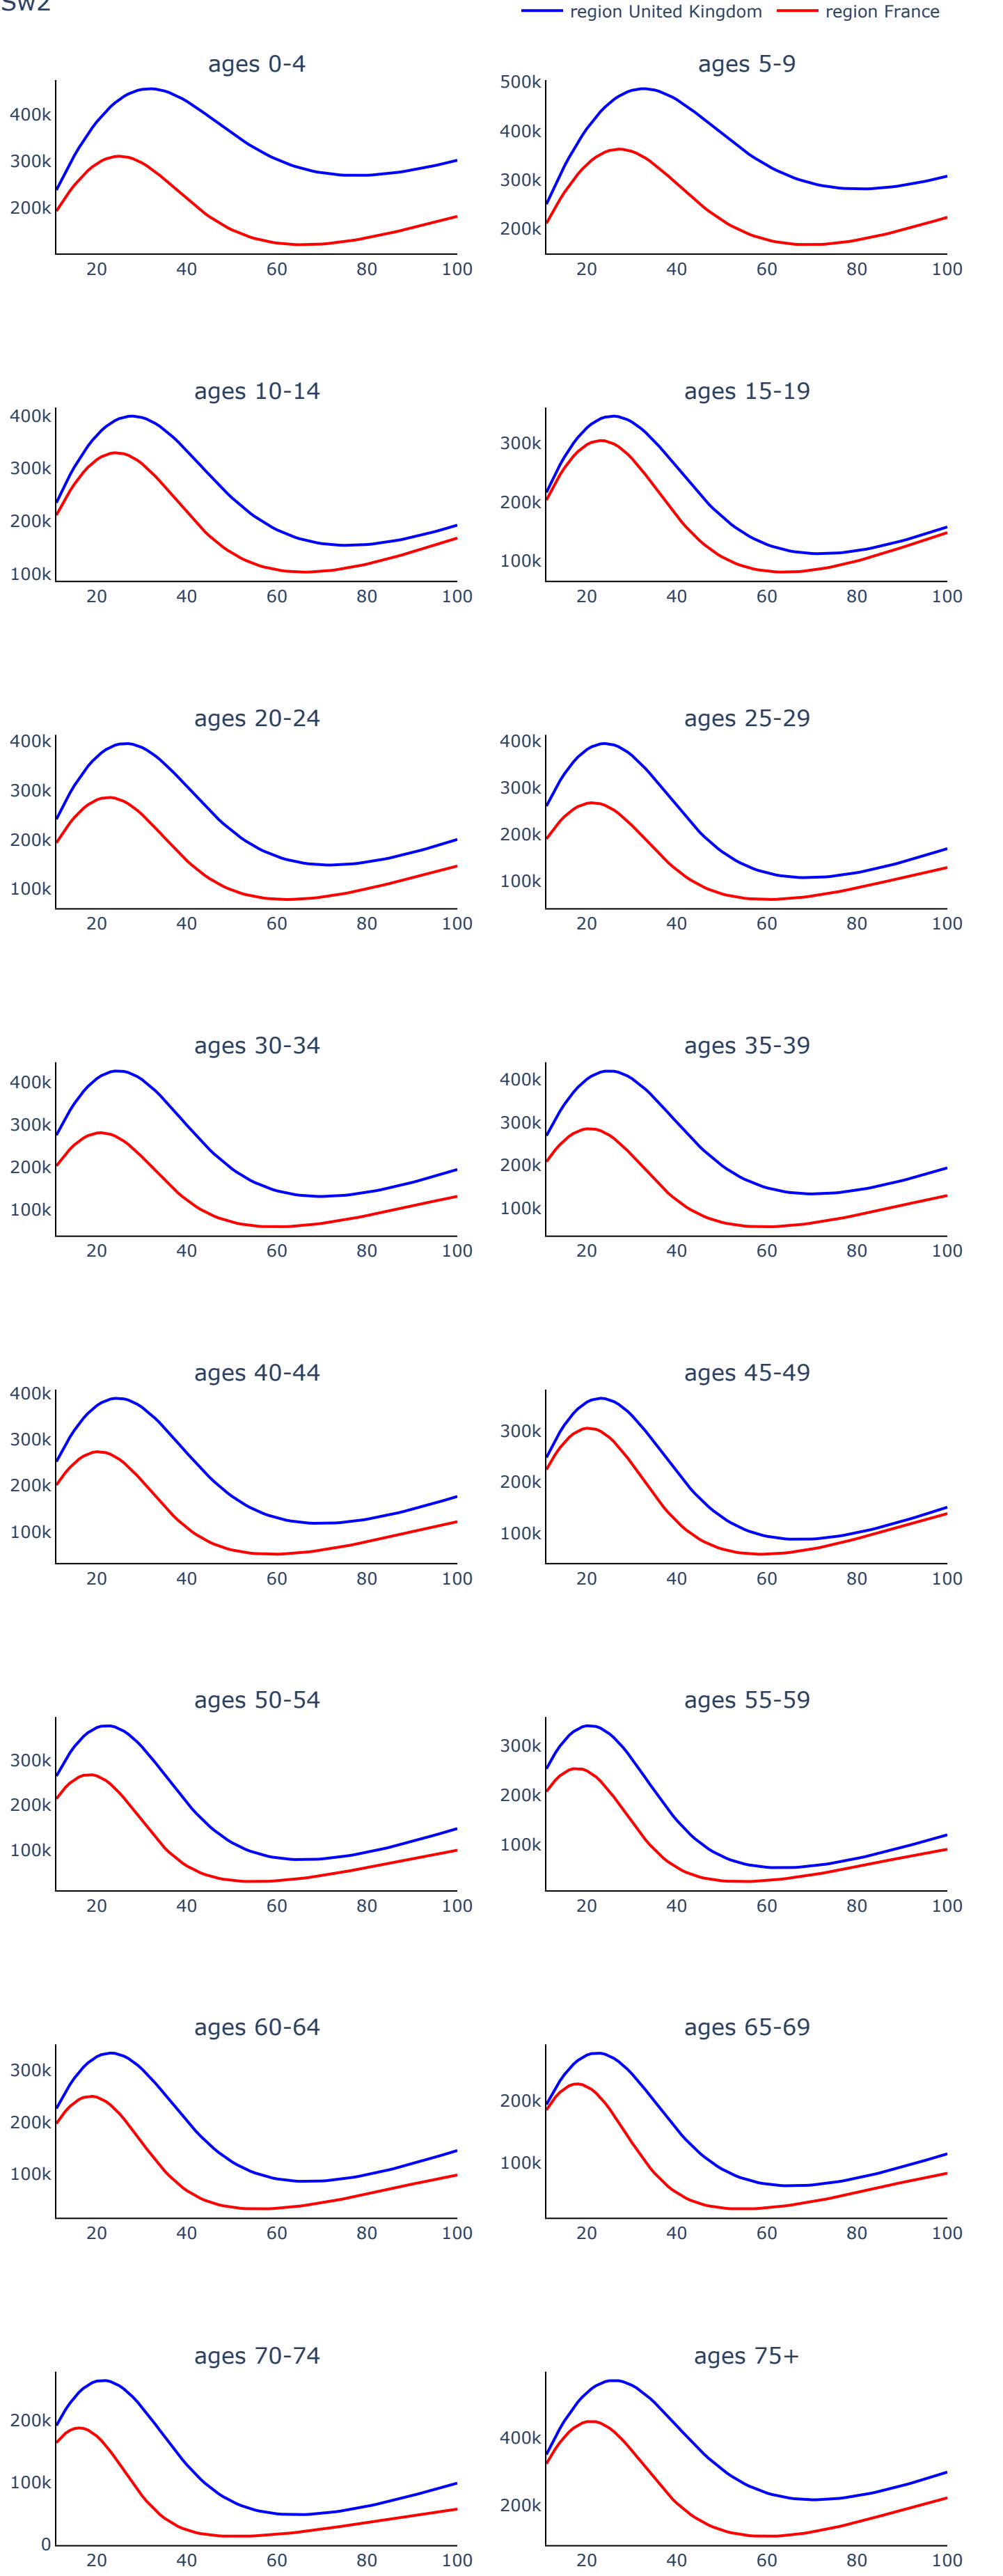 Sw2
region United Kingdom region France
ages 0-4 ages 5-9
400k
300k
200k
20 40 60 80 100
500k
400k
300k
200k
20 40 60 80 100
ages 10-14 ages 15-19
400k
300k
200k
100k
20 40 60 80 100
300k
200k
100k
20 40 60 80 100
ages 20-24 ages 25-29
400k
300k
200k
100k
20 40 60 80 100
400k
300k
200k
100k
20 40 60 80 100
ages 30-34 ages 35-39
400k
300k
200k
100k
20 40 60 80 100
400k
300k
200k
100k
20 40 60 80 100
ages 40-44 ages 45-49
400k
300k
200k
100k
20 40 60 80 100
300k
200k
100k
20 40 60 80 100
ages 50-54 ages 55-59
300k
200k
100k
20 40 60 80 100
300k
200k
100k
20 40 60 80 100
ages 60-64 ages 65-69
300k
200k
100k
20 40 60 80 100
200k
100k
20 40 60 80 100
ages 70-74 ages 75+
200k
100k
0
20 40 60 80 100
400k
200k
20 40 60 80 100